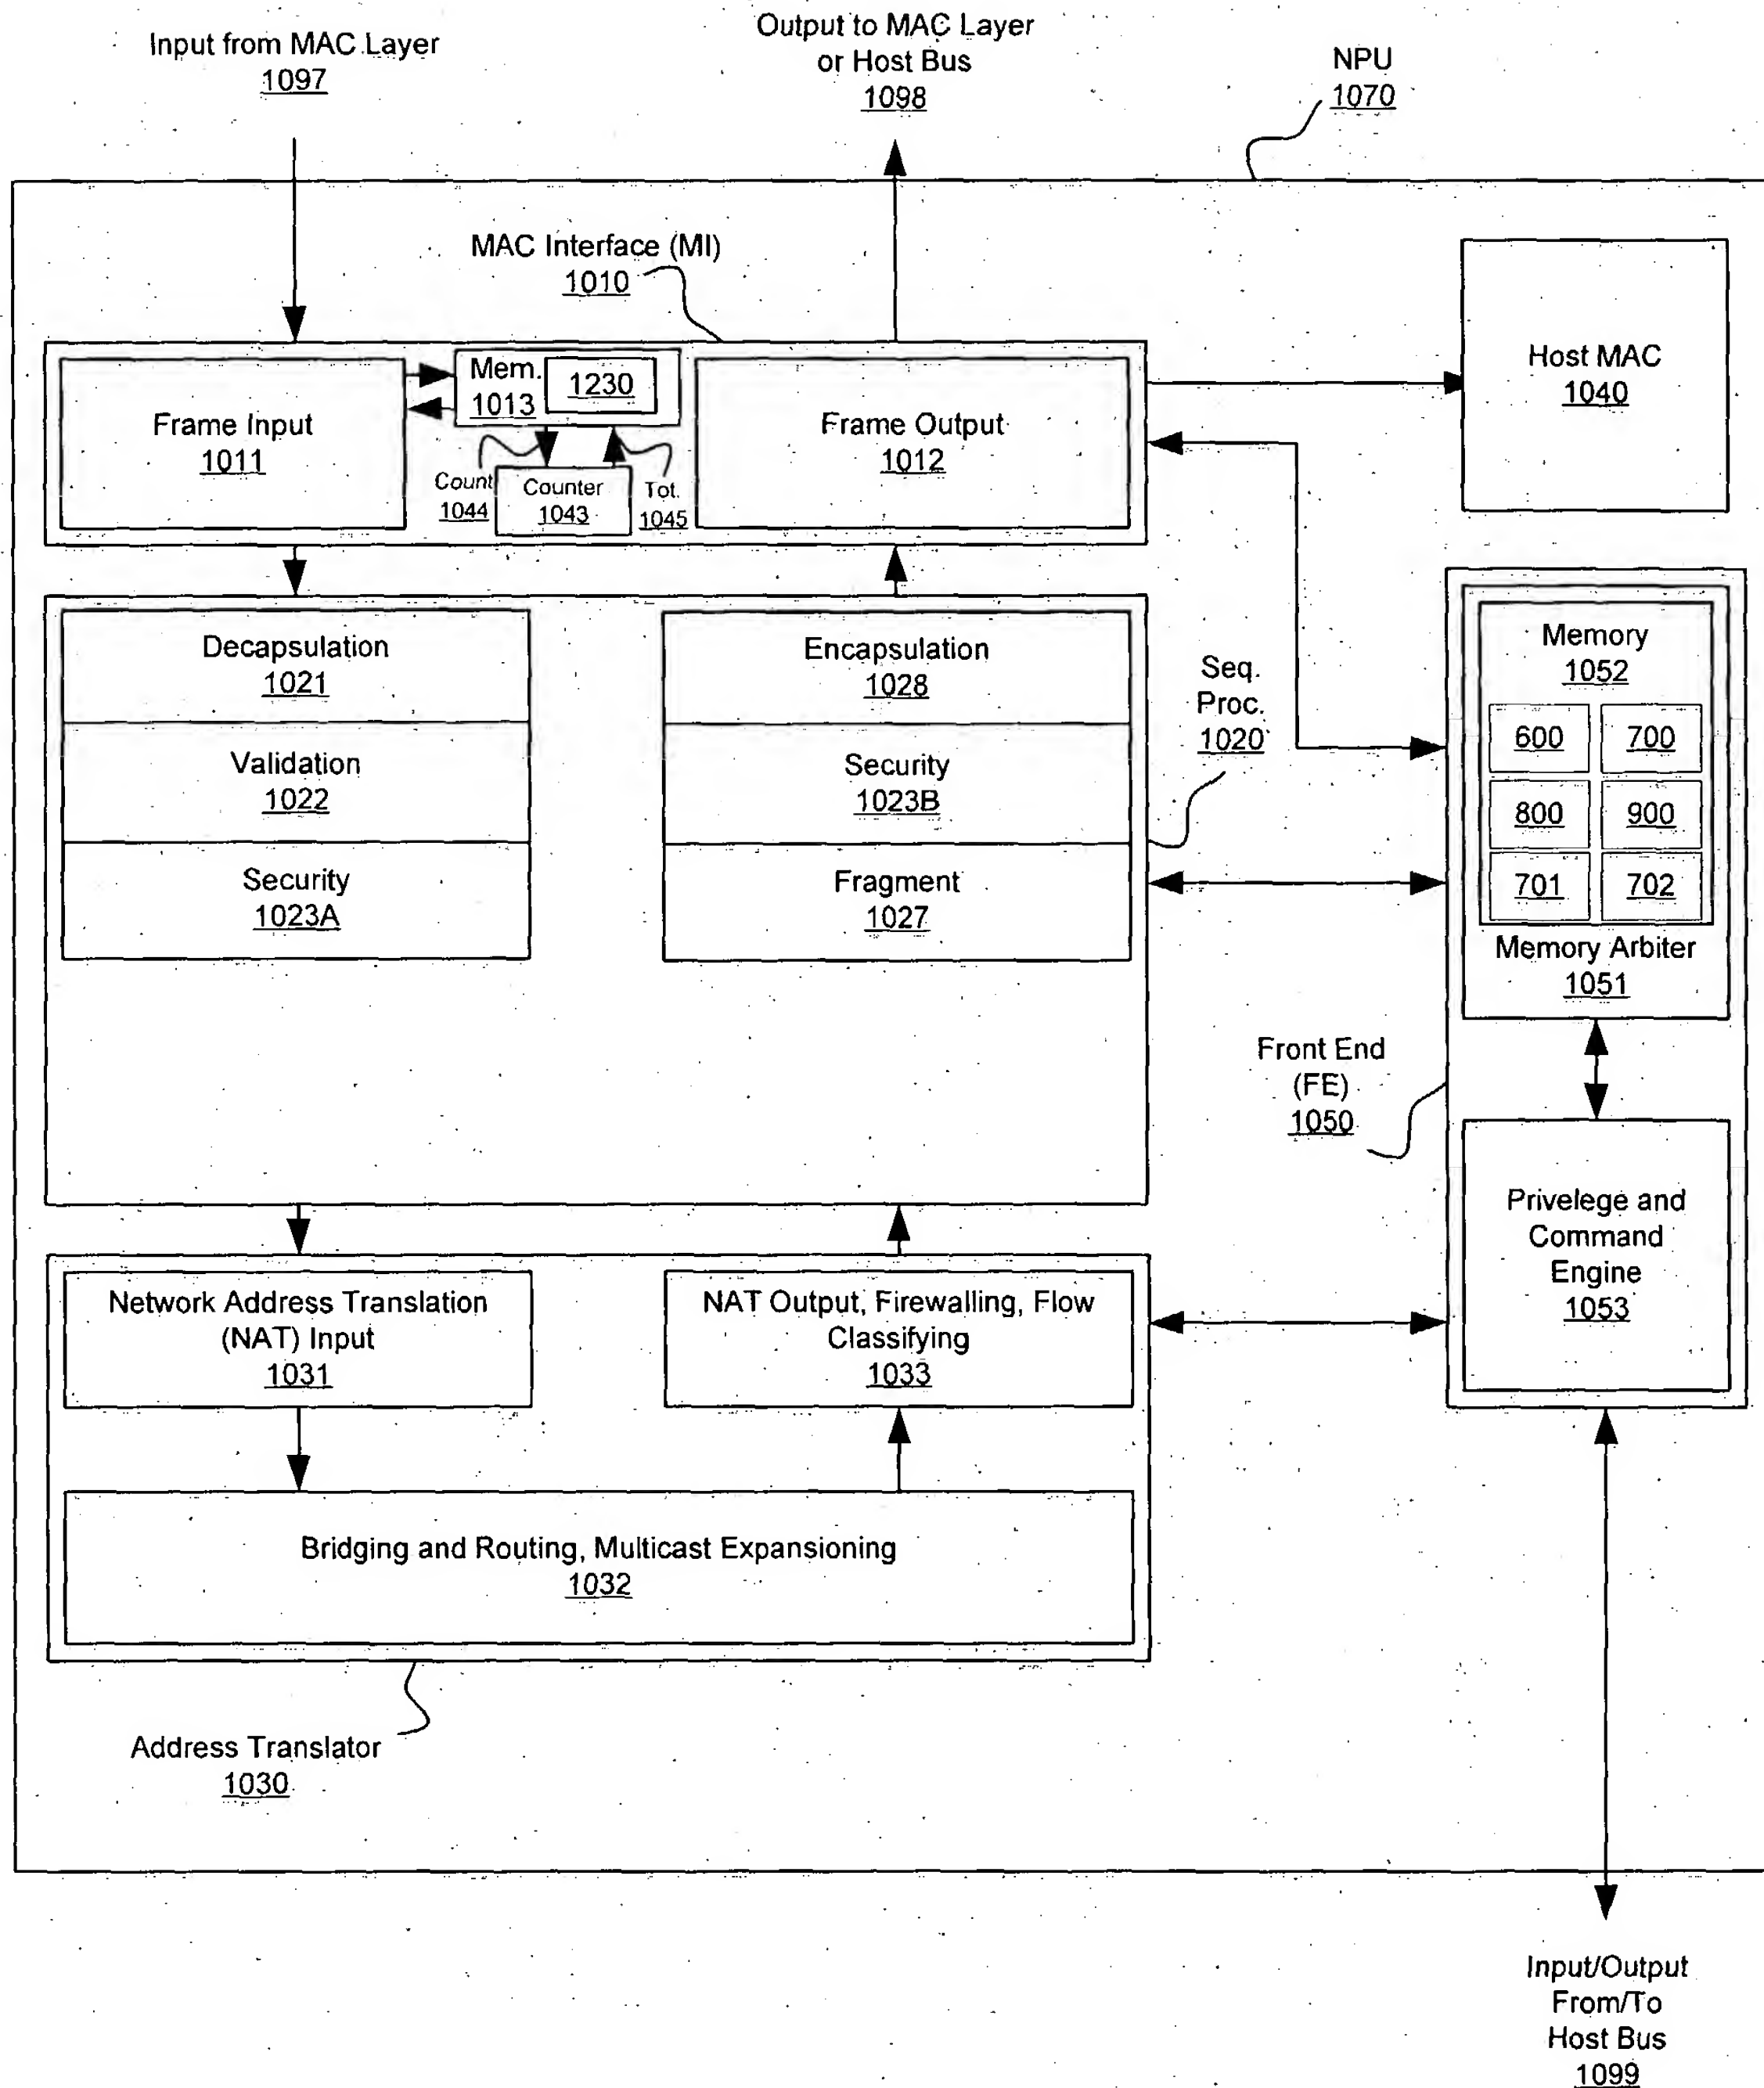 Input from MAC Layer
1097
Output to MAC Layer
or Host Bus
1098
NPU
1070
MAC Interface (MI)
1010
Frame Input
1011
Mem.
1013
1230
Count
1044
Counter
1043
Tot.
1045
Frame Output
1012
Host MAC
1040
Decapsulation
1021
Validation
1022
Security
1023A
Encapsulation
1028
Security
1023B
Fragment
1027
Seq.
Proc.
1020
Memory
1052
600
700
800
900
701
702
Memory Arbiter
1051
Front End
(FE)
1050
Privelege and
Command
Engine
1053
Network Address Translation
(NAT) Input
1031
NAT Output, Firewalling, Flow
Classifying
1033
Bridging and Routing, Multicast Expansioning
1032
Address Translator
1030
Input/Output
From/To
Host Bus
1099